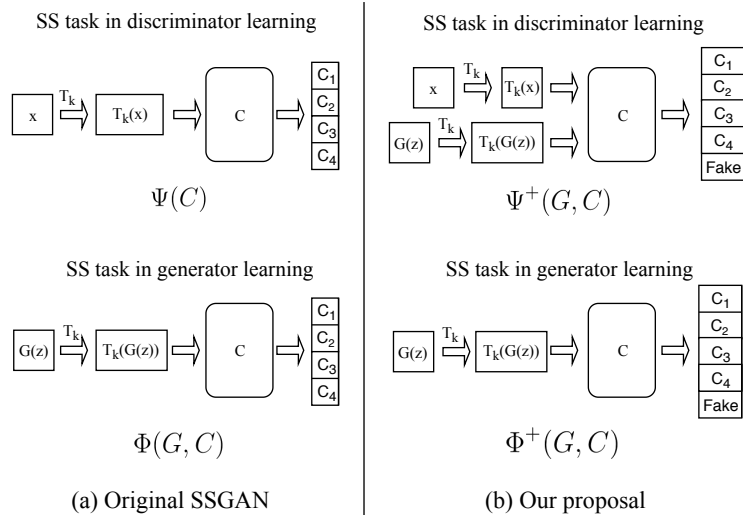 SS task in discriminator learning
x
T_k
T_k(x)
C
C_1
C_2
C_3
C_4
Ψ(C)
SS task in generator learning
G(z)
T_k
T_k(G(z))
C
C_1
C_2
C_3
C_4
Φ(G, C)
(a) Original SSGAN
SS task in discriminator learning
x
T_k
T_k(x)
G(z)
T_k
T_k(G(z))
C
C_1
C_2
C_3
C_4
Fake
Ψ^+(G, C)
SS task in generator learning
G(z)
T_k
T_k(G(z))
C
C_1
C_2
C_3
C_4
Fake
Φ^+(G, C)
(b) Our proposal